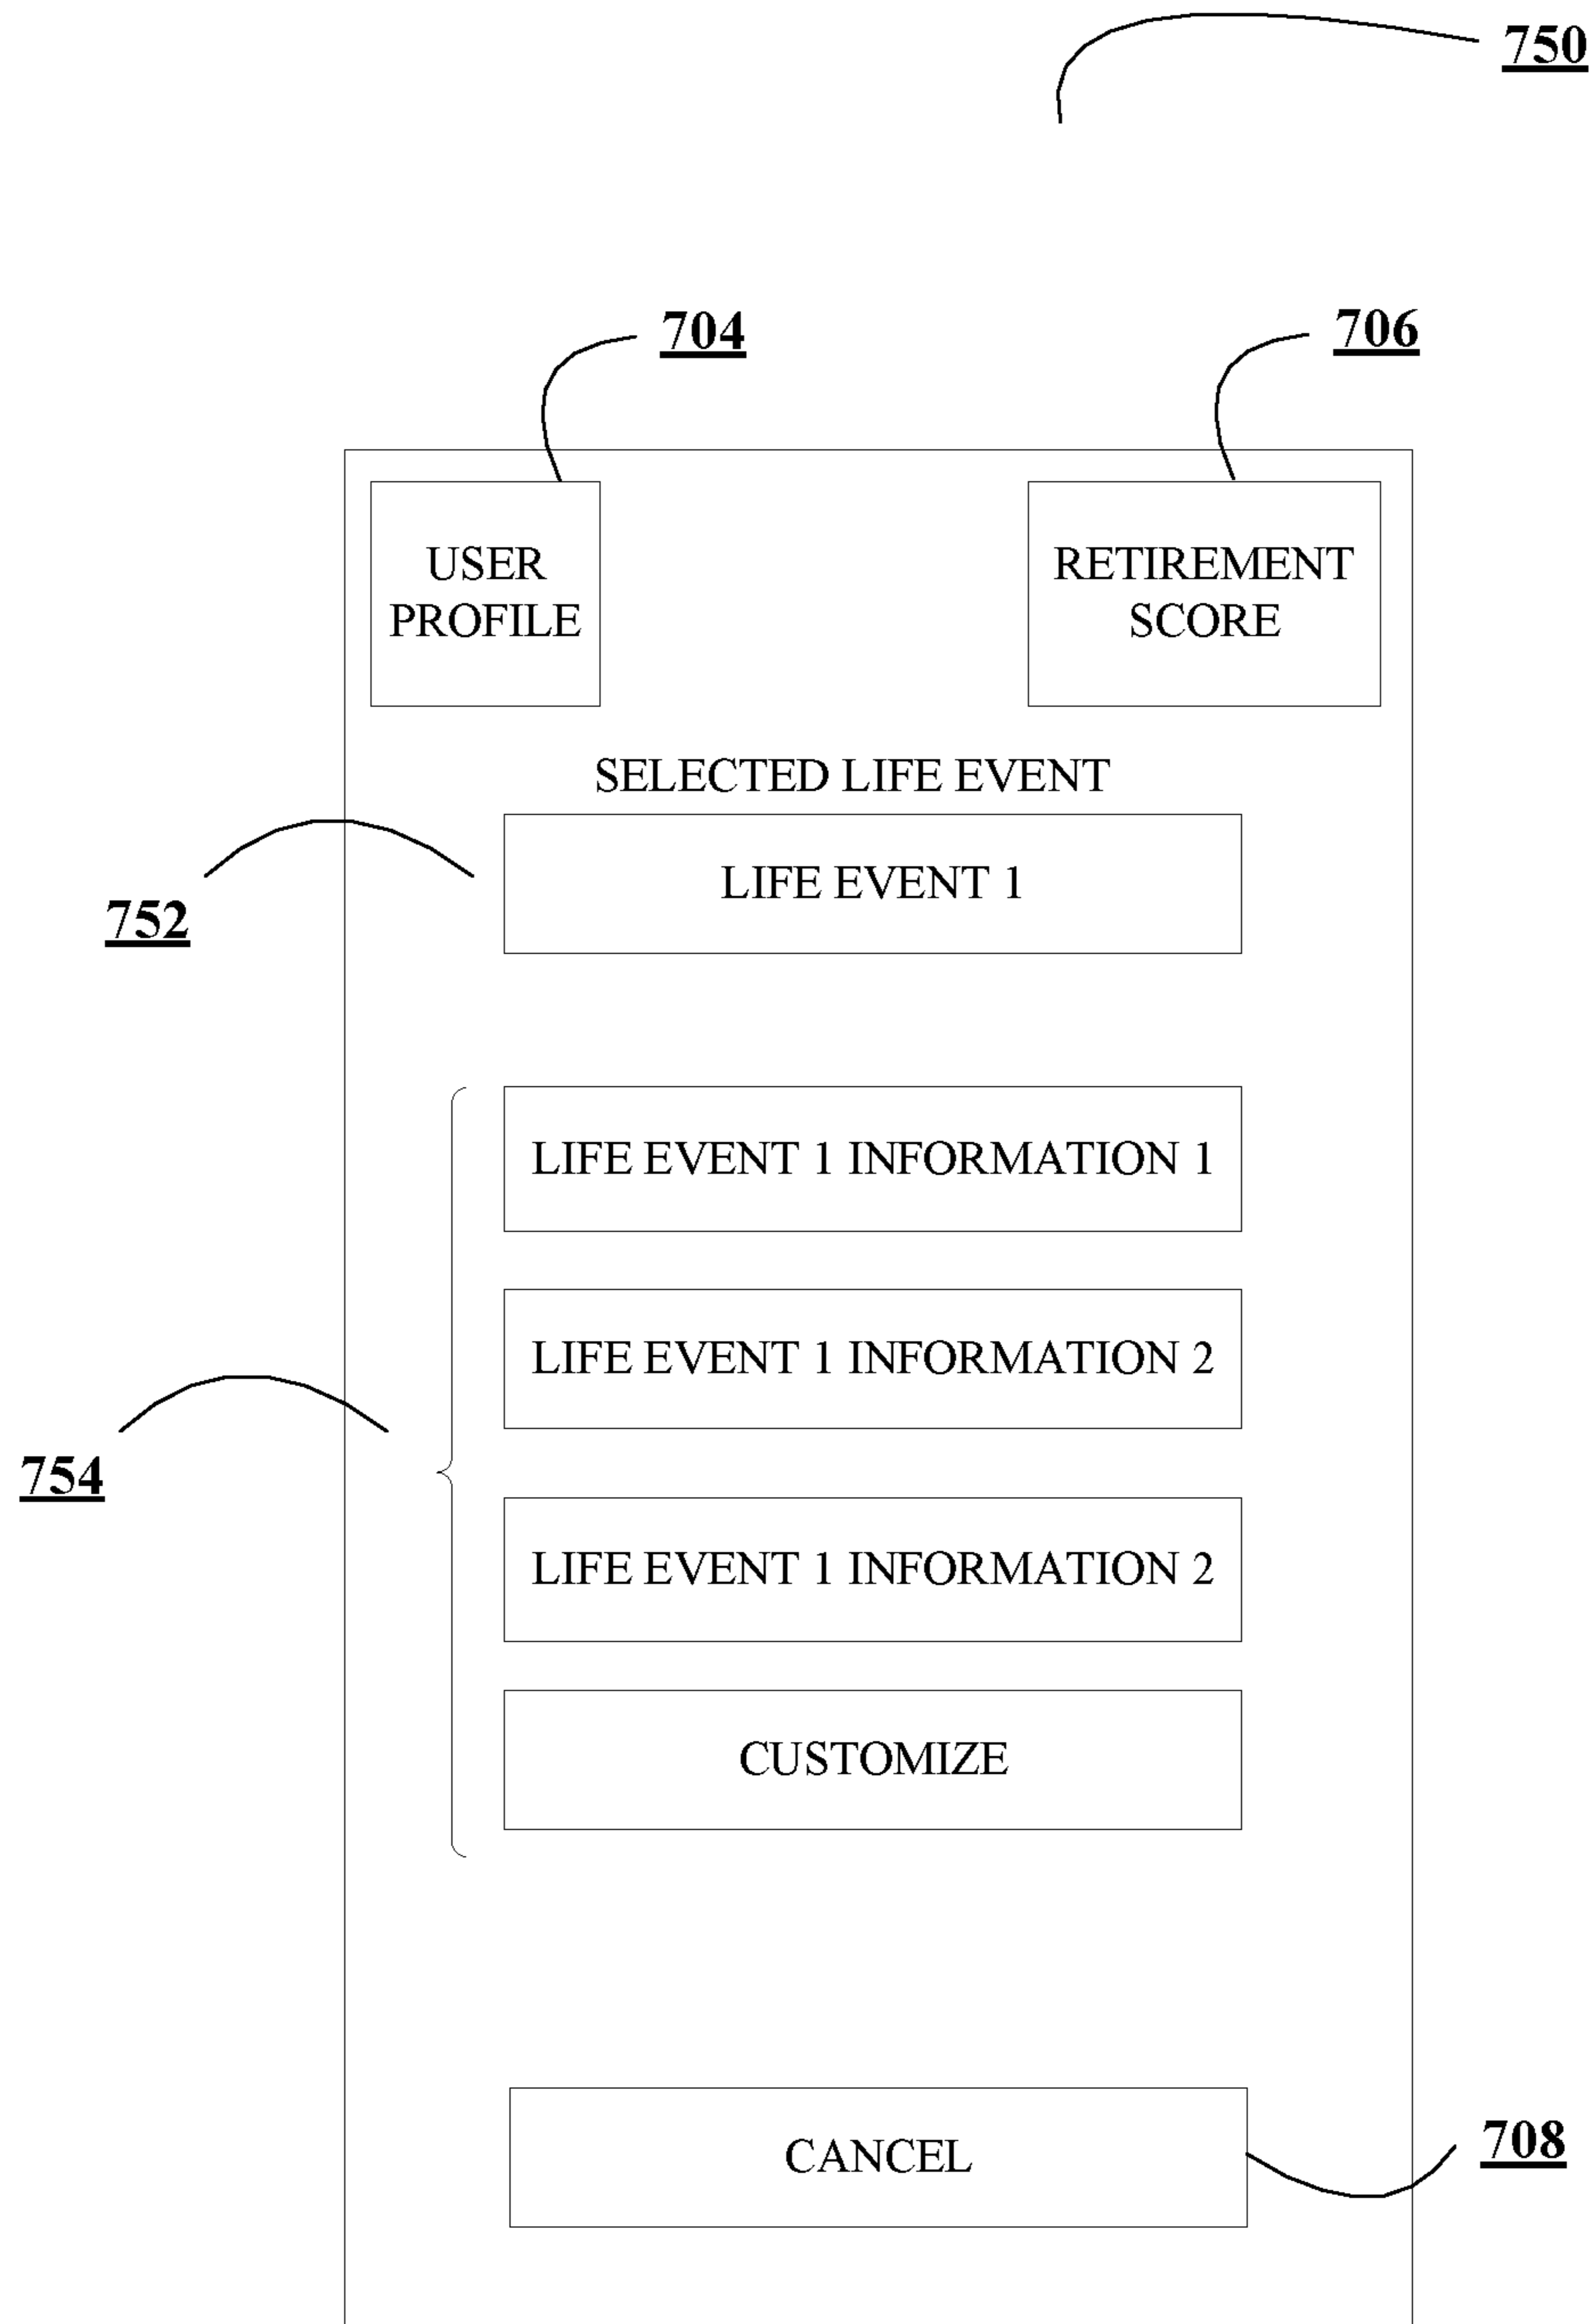 750
704
706
USER
PROFILE
RETIREMENT
SCORE
SELECTED LIFE EVENT
LIFE EVENT 1
752
LIFE EVENT 1 INFORMATION 1
LIFE EVENT 1 INFORMATION 2
754
LIFE EVENT 1 INFORMATION 2
CUSTOMIZE
CANCEL
708